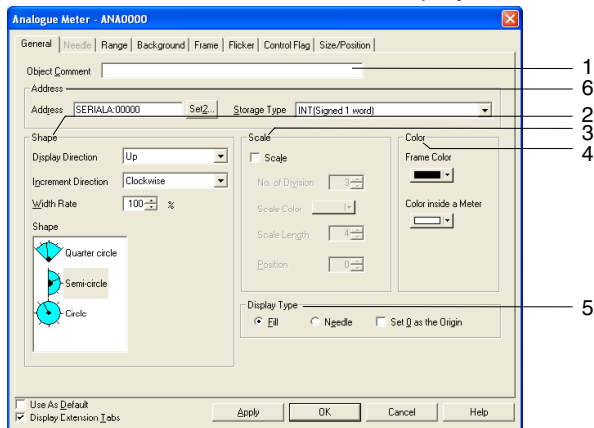 Analogue Meter - ANA0000
General Needle Range Background Frame Flicker Control Flag Size/Position
Object Comment 1
Address 6
Address SERIALA:00000 Set2... Storage Type INT(Signed 1 word)
2
Shape Scale Color 3
4
Display Direction Up Scale Frame Color
Increment Direction Clockwise No. of Division 3
Width Rate 100 % Scale Color Color inside a Meter
Shape Scale Length 4
Quarter circle
Position 0
Semi-circle
Circle
Display Type 5
Fill Needle Set 0 as the Origin
Use As Default
Display Extension Tabs
Apply OK Cancel Help